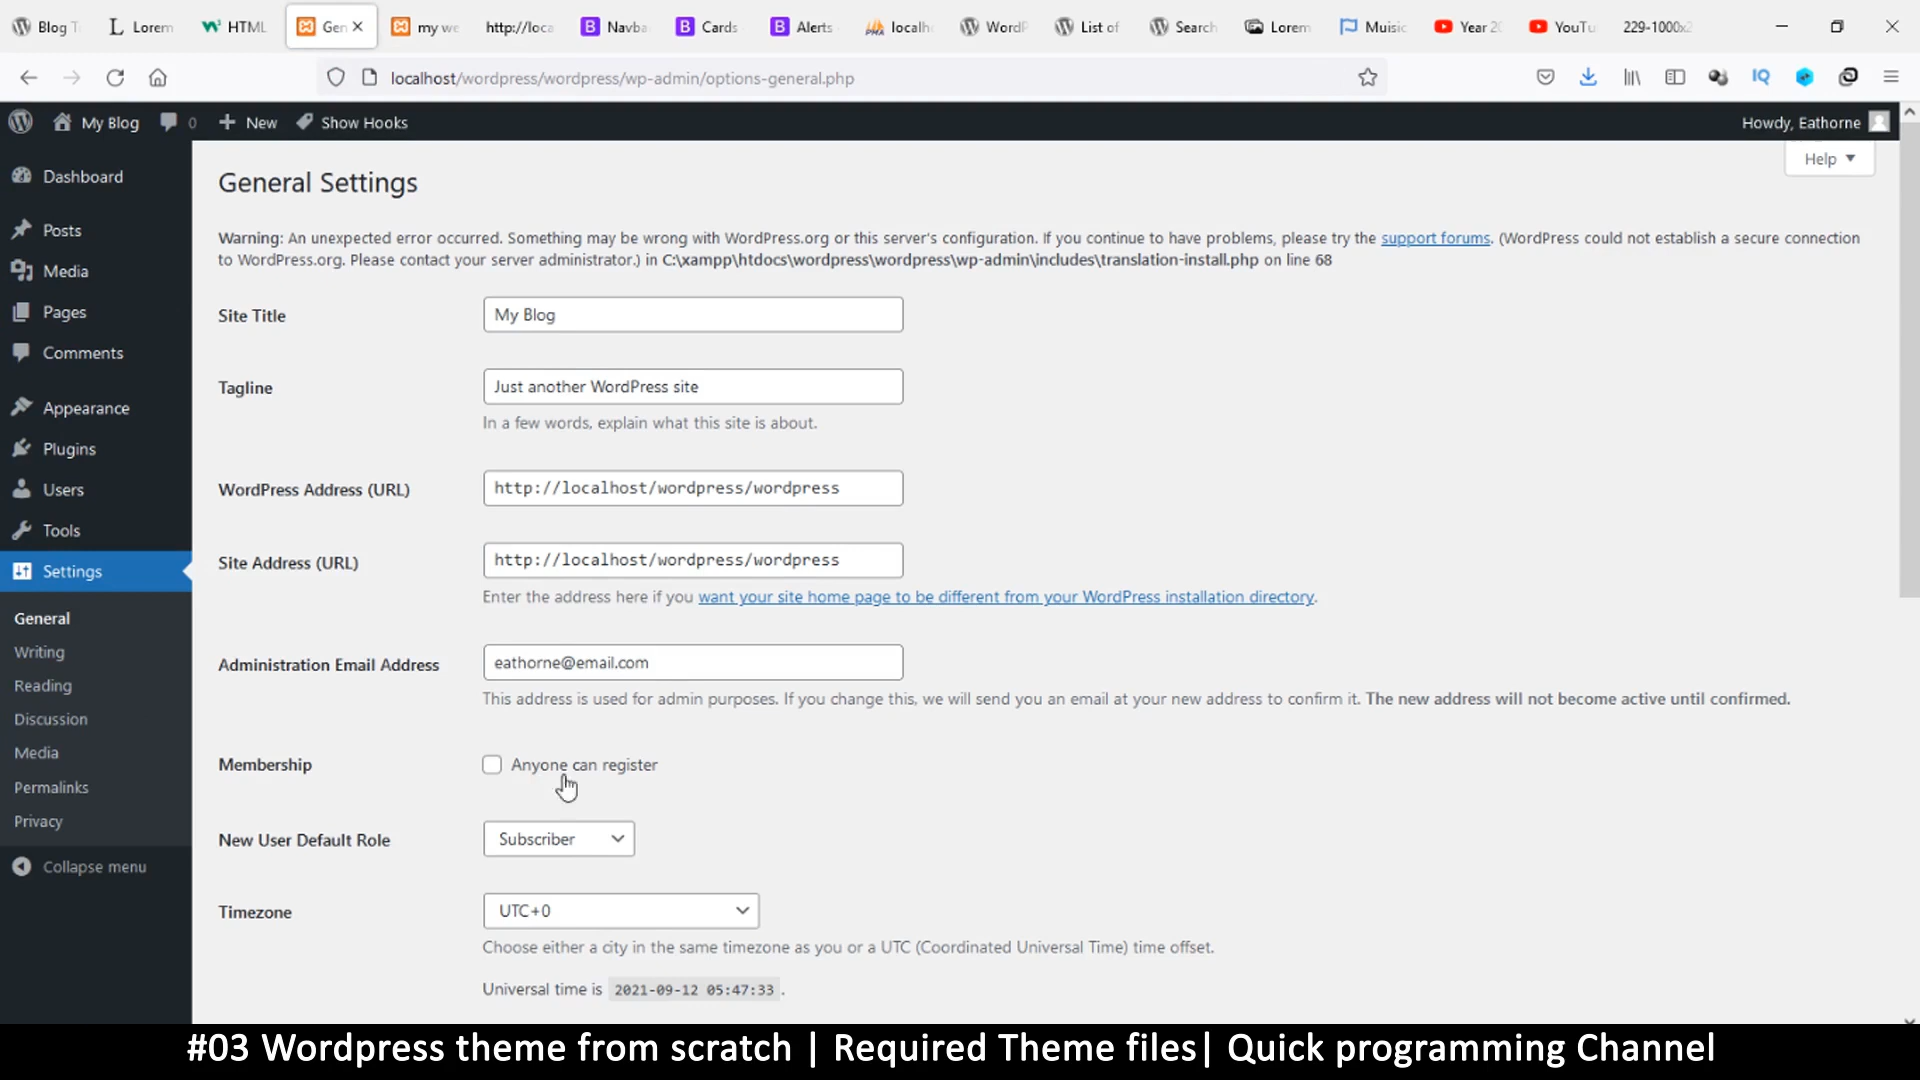 Blog T
Lorem
HTML
Gen
my we
http://loca
Navba
Cards
Alerts
localh
WordP
List of
Search
Lorem
Muisic
Year 20
YouTu
229-1000x2
localhost/wordpress/wordpress/wp-admin/options-general.php
IQ
My Blog
0
New
Show Hooks
Howdy, Eathorne
Help
Dashboard
Posts
Media
Pages
Comments
Appearance
Plugins
Users
Tools
Settings
General
Writing
Reading
Discussion
Media
Permalinks
Privacy
Collapse menu
General Settings
Warning: An unexpected error occurred. Something may be wrong with WordPress.org or this server's configuration. If you continue to have problems, please try the support forums. (WordPress could not establish a secure connection
to WordPress.org. Please contact your server administrator.) in C:\xampp\htdocs\wordpress\wordpress\wp-admin\includes\translation-install.php on line 68
Site Title
My Blog
Tagline
Just another WordPress site
In a few words, explain what this site is about.
WordPress Address (URL)
http://localhost/wordpress/wordpress
Site Address (URL)
http://localhost/wordpress/wordpress
Enter the address here if you want your site home page to be different from your WordPress installation directory.
Administration Email Address
eathorne@email.com
This address is used for admin purposes. If you change this, we will send you an email at your new address to confirm it. The new address will not become active until confirmed.
Membership
Anyone can register
New User Default Role
Subscriber
Timezone
UTC+0
Choose either a city in the same timezone as you or a UTC (Coordinated Universal Time) time offset.
Universal time is 2021-09-12 05:47:33 .
#03 Wordpress theme from scratch | Required Theme files| Quick programming Channel